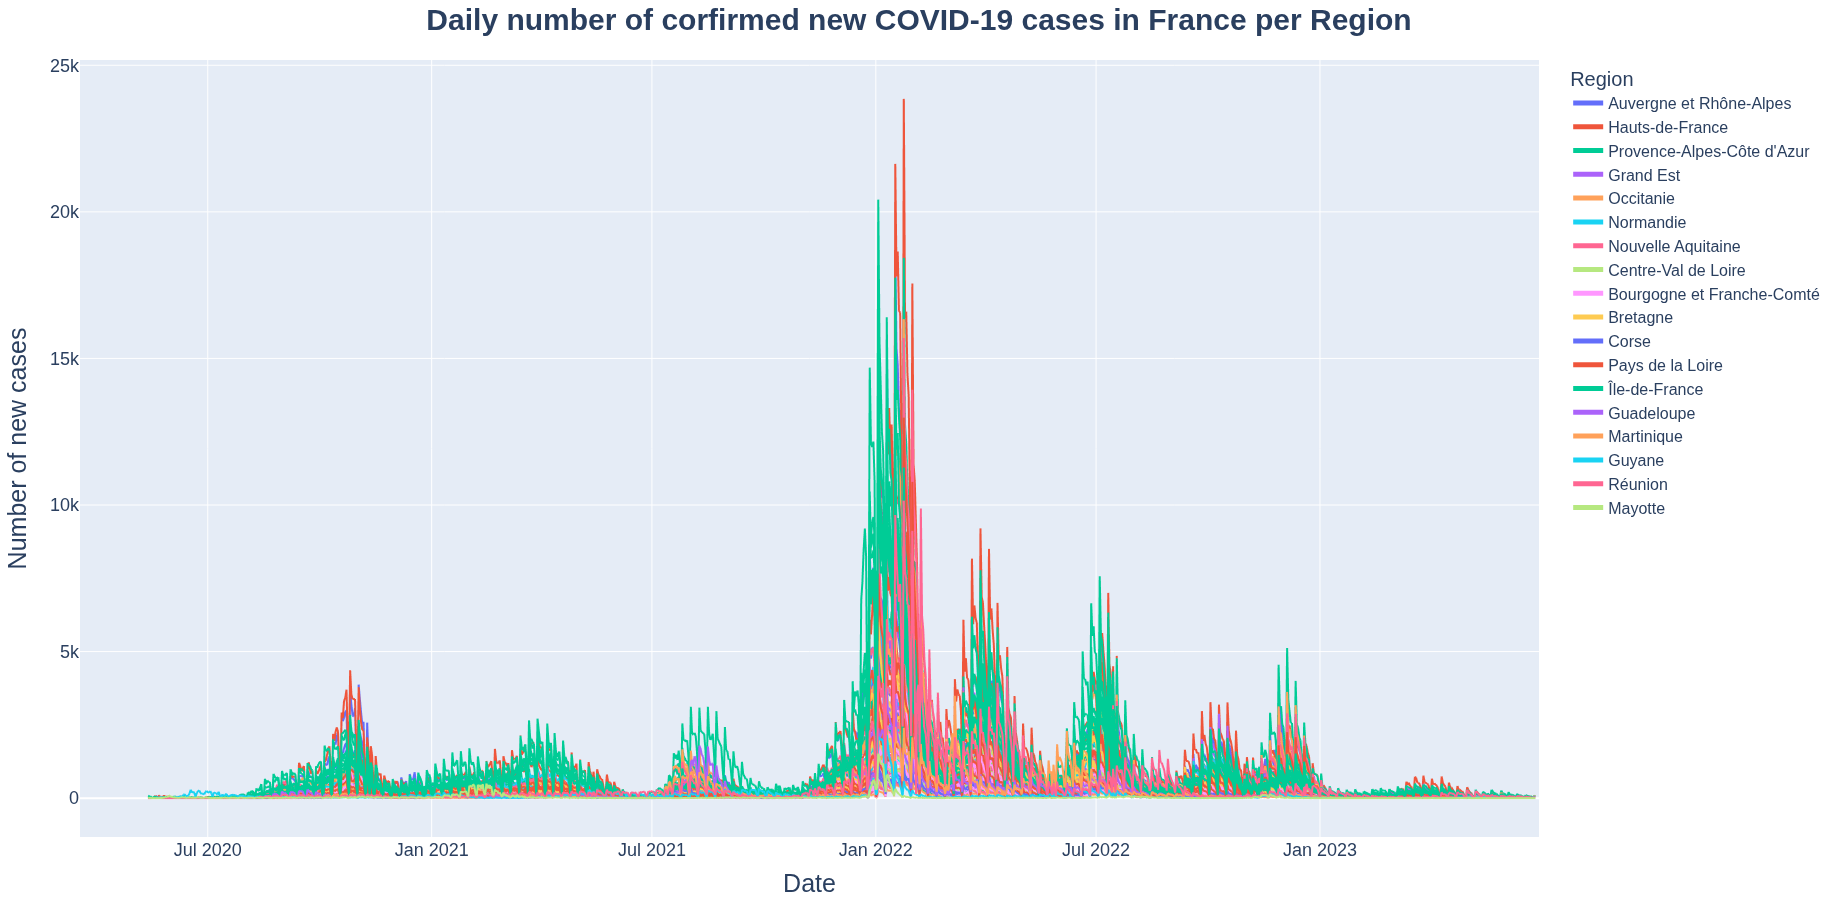 Daily number of corfirmed new COVID-19 cases in France per Region
25k
20k
15k
10k
5k
0
Number of new cases
Jul 2020
Jan 2021
Jul 2021
Jan 2022
Jul 2022
Jan 2023
Date
Region
Auvergne et Rhône-Alpes
Hauts-de-France
Provence-Alpes-Côte d'Azur
Grand Est
Occitanie
Normandie
Nouvelle Aquitaine
Centre-Val de Loire
Bourgogne et Franche-Comté
Bretagne
Corse
Pays de la Loire
Île-de-France
Guadeloupe
Martinique
Guyane
Réunion
Mayotte